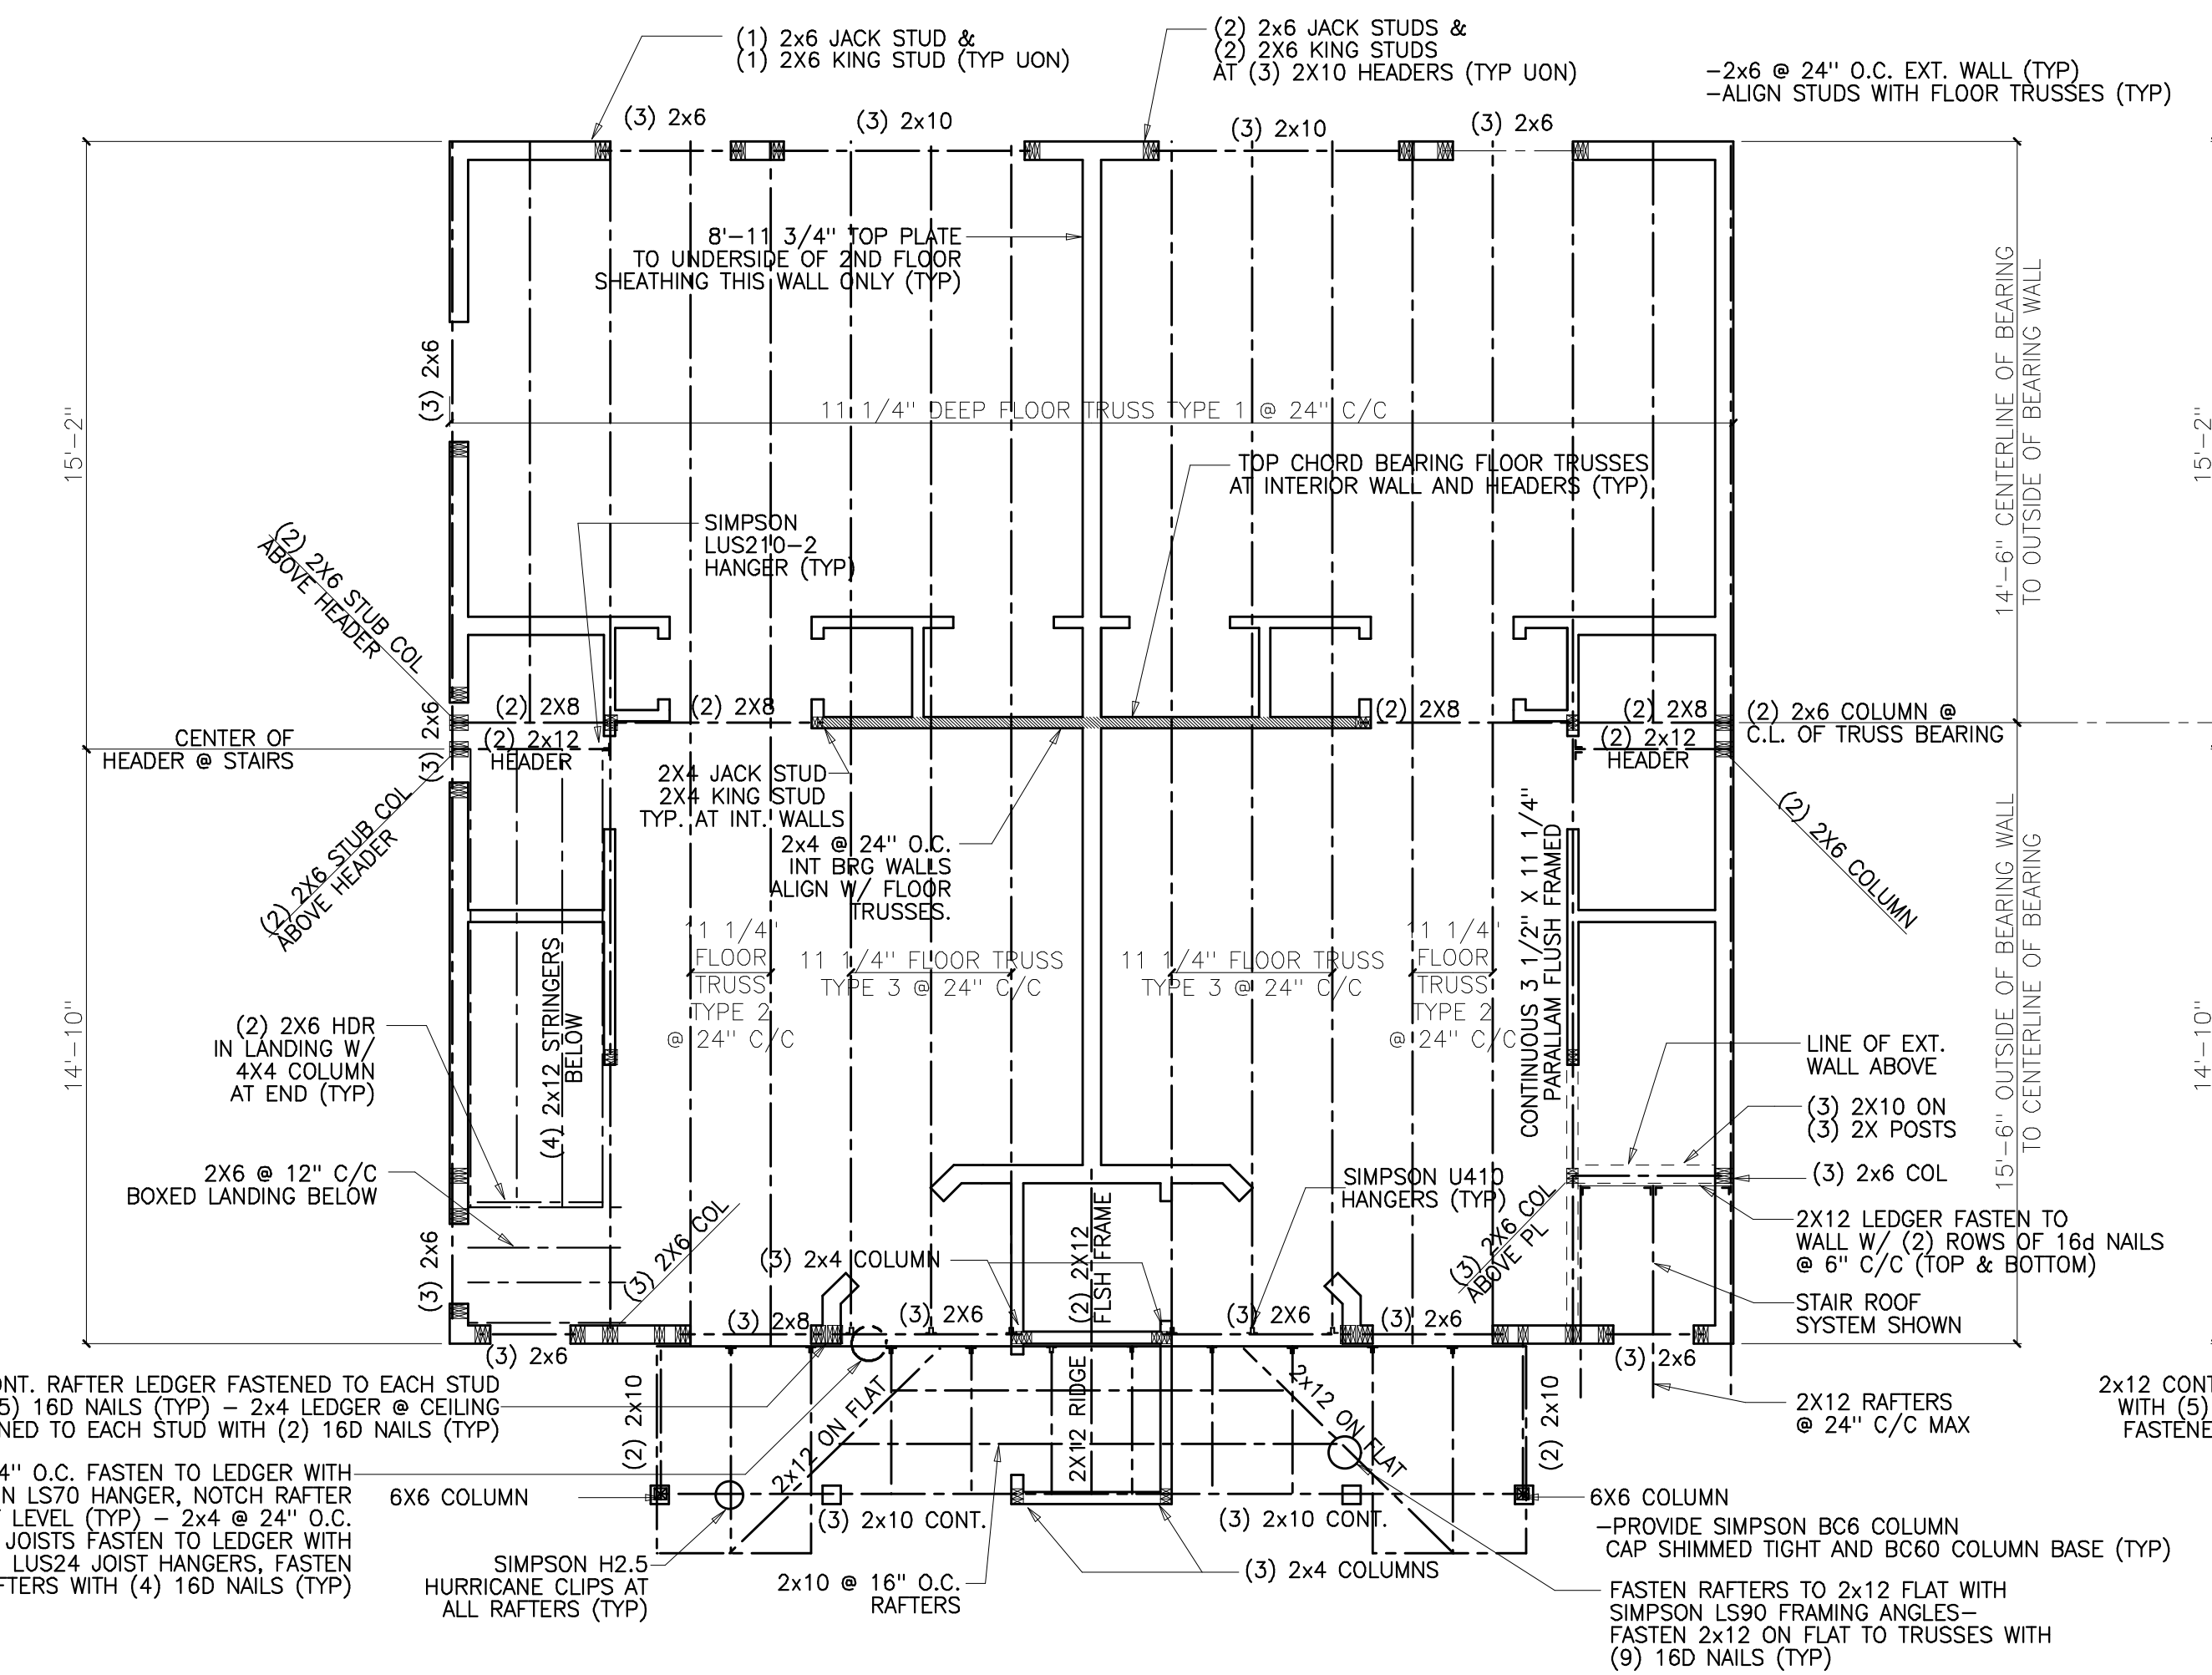 (1) 2x6 JACK STUD &
(1) 2X6 KING STUD (TYP UON)
(2) 2x6 JACK STUDS &
(2) 2X6 KING STUDS
AT (3) 2X10 HEADERS (TYP UON)
-2x6 @ 24" O.C. EXT. WALL (TYP)
-ALIGN STUDS WITH FLOOR TRUSSES (TYP)
(3) 2x6
(3) 2x10
(3) 2x10
(3) 2x6
8'-11 3/4" TOP PLATE
TO UNDERSIDE OF 2ND FLOOR
SHEATHING THIS WALL ONLY (TYP)
(3) 2x6
15'-2"
11 1/4" DEEP FLOOR TRUSS TYPE 1 @ 24" C/C
14'-6" CENTERLINE OF BEARING
TO OUTSIDE OF BEARING WALL
15'-2"
TOP CHORD BEARING FLOOR TRUSSES
AT INTERIOR WALL AND HEADERS (TYP)
SIMPSON
LUS210-2
HANGER (TYP)
(2) 2X6 STUB COL
ABOVE HEADER
(2) 2X8
(2) 2X8
(2) 2X8
(2) 2X8
(2) 2x6 COLUMN @
C.L. OF TRUSS BEARING
CENTER OF
HEADER @ STAIRS
(3) 2x6
(2) 2x12
HEADER
(2) 2x12
HEADER
2X4 JACK STUD
2X4 KING STUD
TYP. AT INT. WALLS
2x4 @ 24" O.C.
INT BRG WALLS
ALIGN W/ FLOOR
TRUSSES.
(2) 2X6 STUB COL
ABOVE HEADER
(2) 2X6 COLUMN
CONTINUOUS 3 1/2" X 11 1/4"
PARALLAM FLUSH FRAMED
11 1/4"
FLOOR
TRUSS
TYPE 2
@ 24" C/C
11 1/4" FLOOR TRUSS
TYPE 3 @ 24" C/C
11 1/4" FLOOR TRUSS
TYPE 3 @ 24" C/C
11 1/4"
FLOOR
TRUSS
TYPE 2
@ 24" C/C
14'-10"
15'-6" OUTSIDE OF BEARING WALL
TO CENTERLINE OF BEARING
14'-10"
(4) 2x12 STRINGERS
BELOW
(2) 2X6 HDR
IN LANDING W/
4X4 COLUMN
AT END (TYP)
LINE OF EXT.
WALL ABOVE
(3) 2X10 ON
(3) 2X POSTS
2X6 @ 12" C/C
BOXED LANDING BELOW
(3) 2x6 COL
SIMPSON U410
HANGERS (TYP)
(3) 2X6 COL
ABOVE PL
2X12 LEDGER FASTEN TO
WALL W/ (2) ROWS OF 16d NAILS
@ 6" C/C (TOP & BOTTOM)
(3) 2x6
(3) 2X6 COL
(3) 2x4 COLUMN
(2) 2X12
FLSH FRAME
STAIR ROOF
SYSTEM SHOWN
(3) 2x8
(3) 2X6
(3) 2X6
(3) 2x6
(3) 2x6
(3) 2x6
ONT. RAFTER LEDGER FASTENED TO EACH STUD
5) 16D NAILS (TYP) - 2x4 LEDGER @ CEILING
NED TO EACH STUD WITH (2) 16D NAILS (TYP)
(2) 2x10
2x12 ON FLAT
2X12 RIDGE
2x12 ON FLAT
(2) 2x10
2X12 RAFTERS
@ 24" C/C MAX
2x12 CONT
WITH (5)
FASTENE
4" O.C. FASTEN TO LEDGER WITH
N LS70 HANGER, NOTCH RAFTER
LEVEL (TYP) - 2x4 @ 24" O.C.
JOISTS FASTEN TO LEDGER WITH
LUS24 JOIST HANGERS, FASTEN
FTERS WITH (4) 16D NAILS (TYP)
6X6 COLUMN
(3) 2x10 CONT.
(3) 2x10 CONT.
6X6 COLUMN
-PROVIDE SIMPSON BC6 COLUMN
CAP SHIMMED TIGHT AND BC60 COLUMN BASE (TYP)
SIMPSON H2.5
HURRICANE CLIPS AT
ALL RAFTERS (TYP)
2x10 @ 16" O.C.
RAFTERS
(3) 2x4 COLUMNS
FASTEN RAFTERS TO 2x12 FLAT WITH
SIMPSON LS90 FRAMING ANGLES-
FASTEN 2x12 ON FLAT TO TRUSSES WITH
(9) 16D NAILS (TYP)